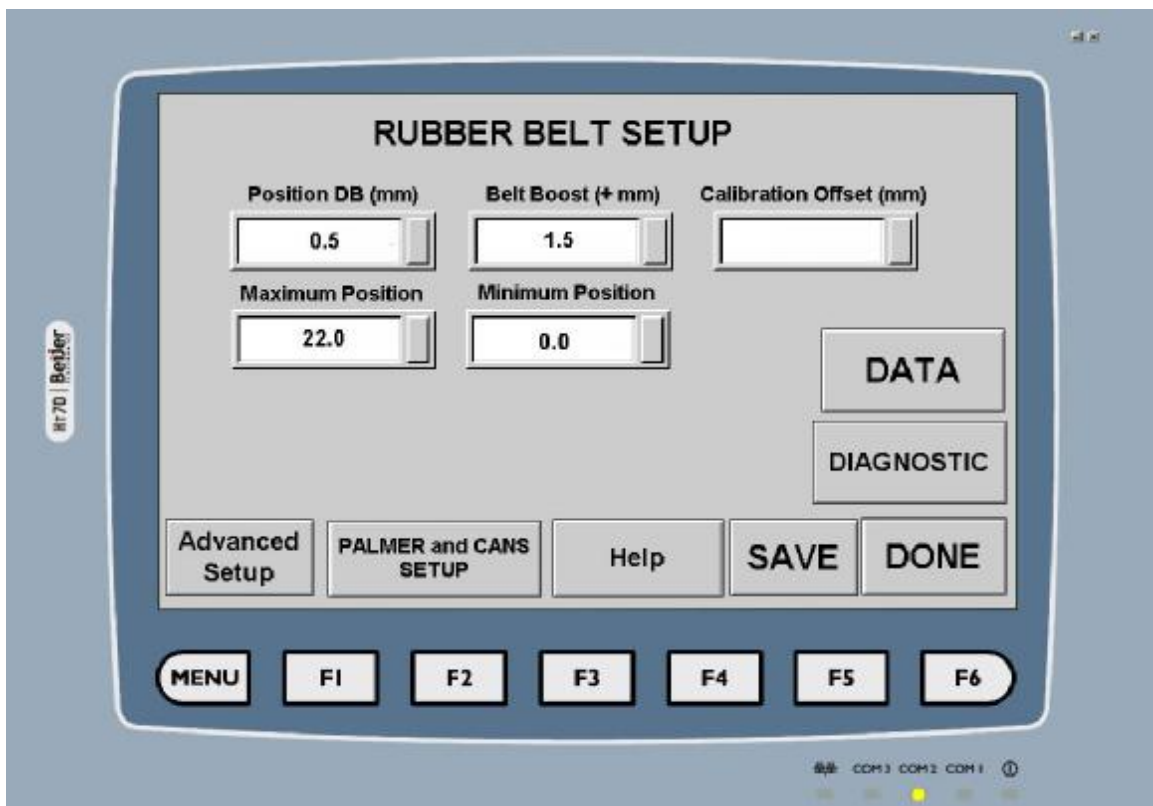 RUBBER BELT SETUP
Position DB (mm) Belt Boost (+ mm) Calibration Offset (mm)
0.5 1.5
Maximum Position Minimum Position
22.0 0.0
DATA
DIAGNOSTIC
Advanced
Setup
PALMER and CANS
SETUP
Help
SAVE
DONE
MENU F1 F2 F3 F4 F5 F6
HT7D Beijer
COM3 COM2 COM1